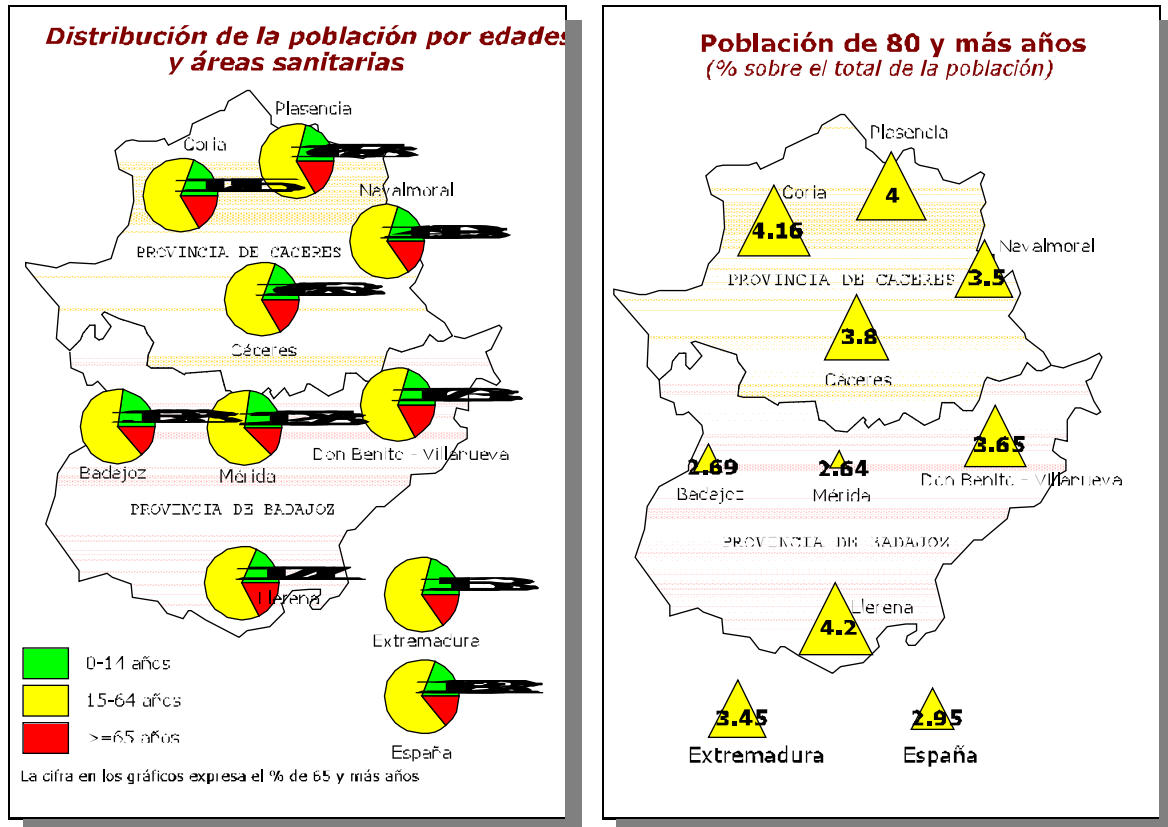 Distribución de la población por edades
y áreas sanitarias
Plasencia
Coria
Navalmoral
PROVINCIA DE CACERES
Cáceres
Badajoz
Mérida
Don Benito - Villanueva
PROVINCIA DE BADAJOZ
Llerena
Extremadura
España
0-14 años
15-64 años
>=65 años
La cifra en los gráficos expresa el % de 65 y más años
Población de 80 y más años
(% sobre el total de la población)
Plasencia
4
Coria
4.16
Navalmoral
3.5
PROVINCIA DE CACERES
3.8
Cáceres
3.65
Don Benito - Villanueva
2.69
Badajoz
2.64
Mérida
PROVINCIA DE BADAJOZ
Llerena
4.2
3.45
Extremadura
2.95
España